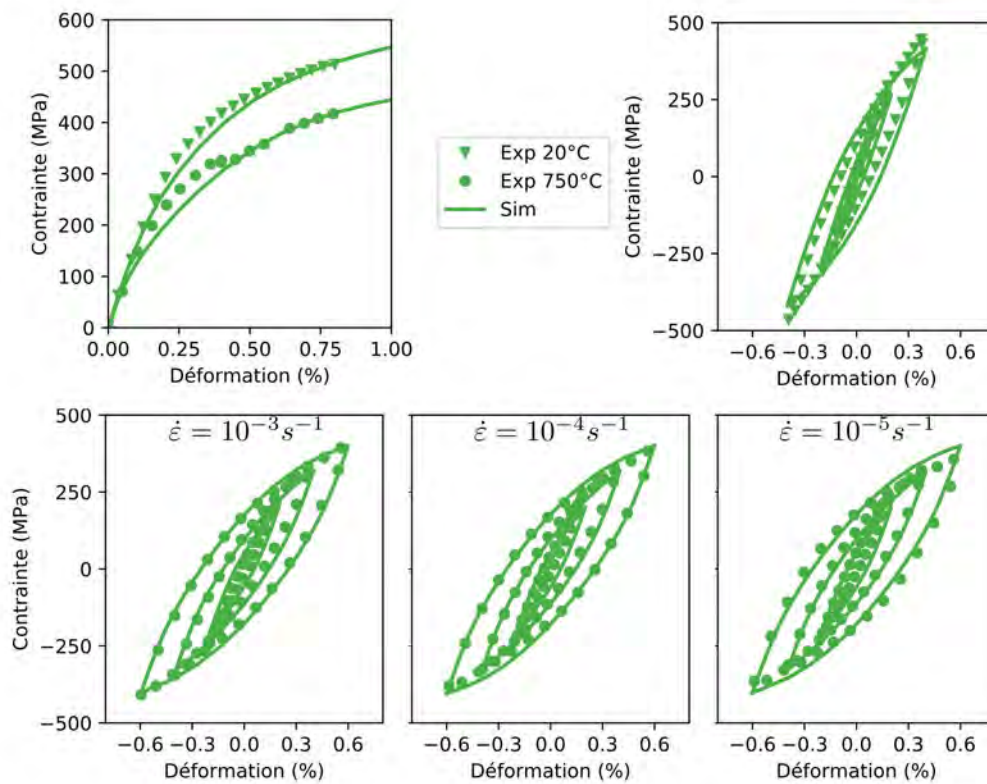 600
500
400
300
200
100
0
Contrainte (MPa)
0.00 0.25 0.50 0.75 1.00
Déformation (%)
Exp 20°C
Exp 750°C
Sim
500
250
0
−250
−500
Contrainte (MPa)
−0.6 −0.3 0.0 0.3 0.6
Déformation (%)
500
250
0
−250
−500
Contrainte (MPa)
ε̇ = 10⁻³s⁻¹
−0.6 −0.3 0.0 0.3 0.6
Déformation (%)
ε̇ = 10⁻⁴s⁻¹
−0.6 −0.3 0.0 0.3 0.6
Déformation (%)
ε̇ = 10⁻⁵s⁻¹
−0.6 −0.3 0.0 0.3 0.6
Déformation (%)